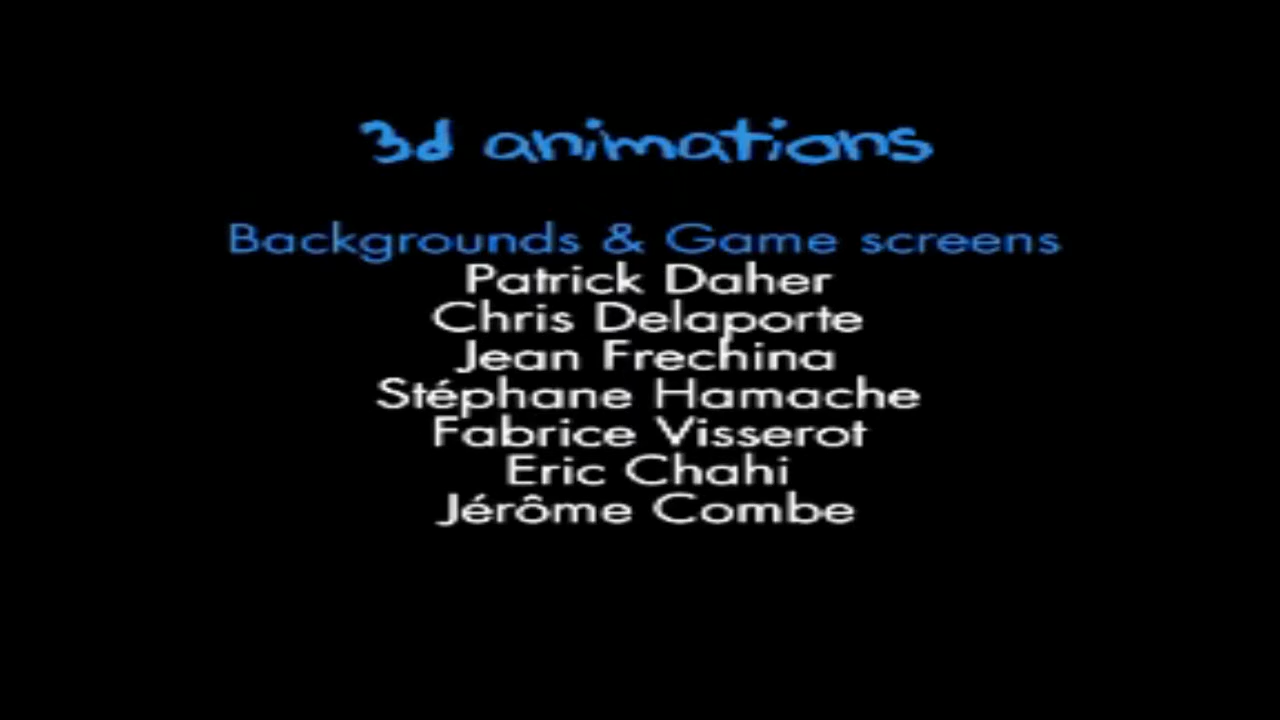 3d animations
Backgrounds & Game screens
Patrick Daher
Chris Delaporte
Jean Frechina
Stéphane Hamache
Fabrice Visserot
Eric Chahi
Jérôme Combe